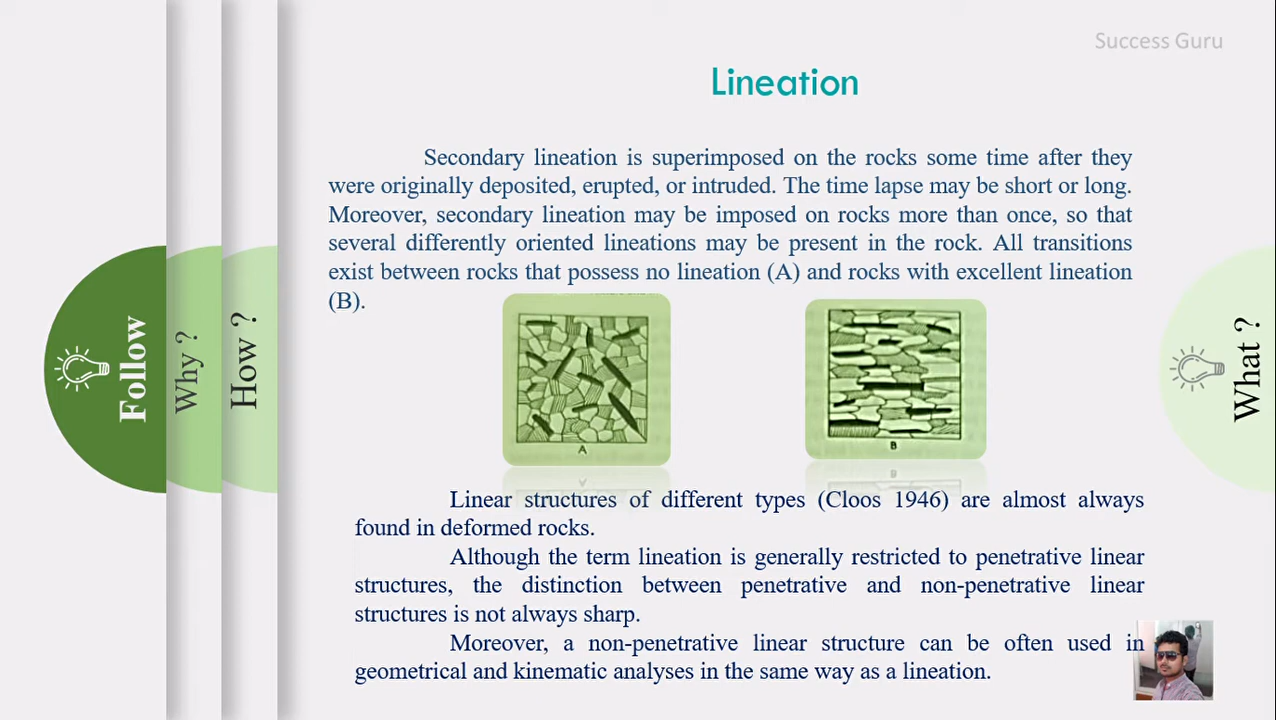 Success Guru
Lineation
Secondary lineation is superimposed on the rocks some time after they
were originally deposited, erupted, or intruded. The time lapse may be short or long.
Moreover, secondary lineation may be imposed on rocks more than once, so that
several differently oriented lineations may be present in the rock. All transitions
exist between rocks that possess no lineation (A) and rocks with excellent lineation
(B).
A
B
Linear structures of different types (Cloos 1946) are almost always
found in deformed rocks.
Although the term lineation is generally restricted to penetrative linear
structures, the distinction between penetrative and non-penetrative linear
structures is not always sharp.
Moreover, a non-penetrative linear structure can be often used in
geometrical and kinematic analyses in the same way as a lineation.
Follow
Why ?
How ?
What ?